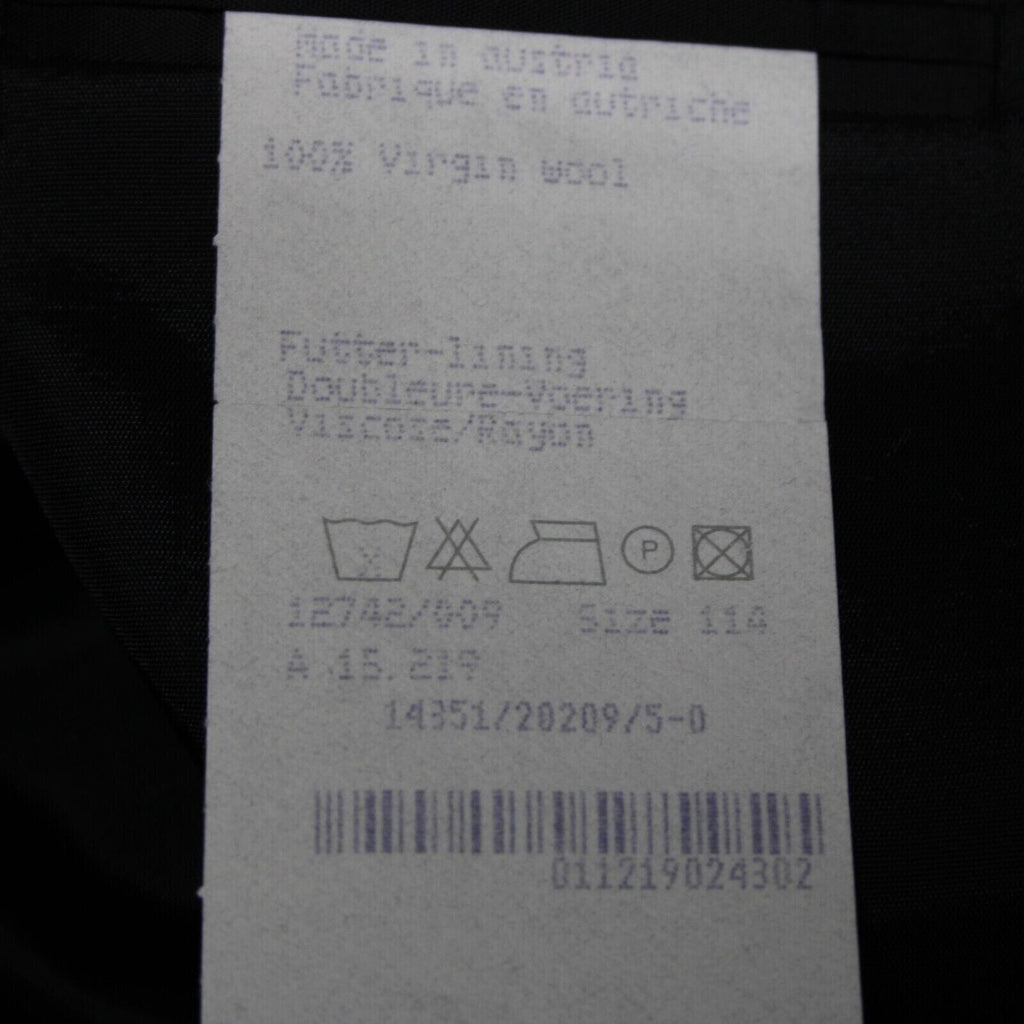 Made in austria
Fabrique en autriche
100% Virgin Wool
Futter-lining
Doubleure-Voering
Viscose/Rayon
P
12742/009 Size 114
A 15.219
14351/20209/5-0
011219024302